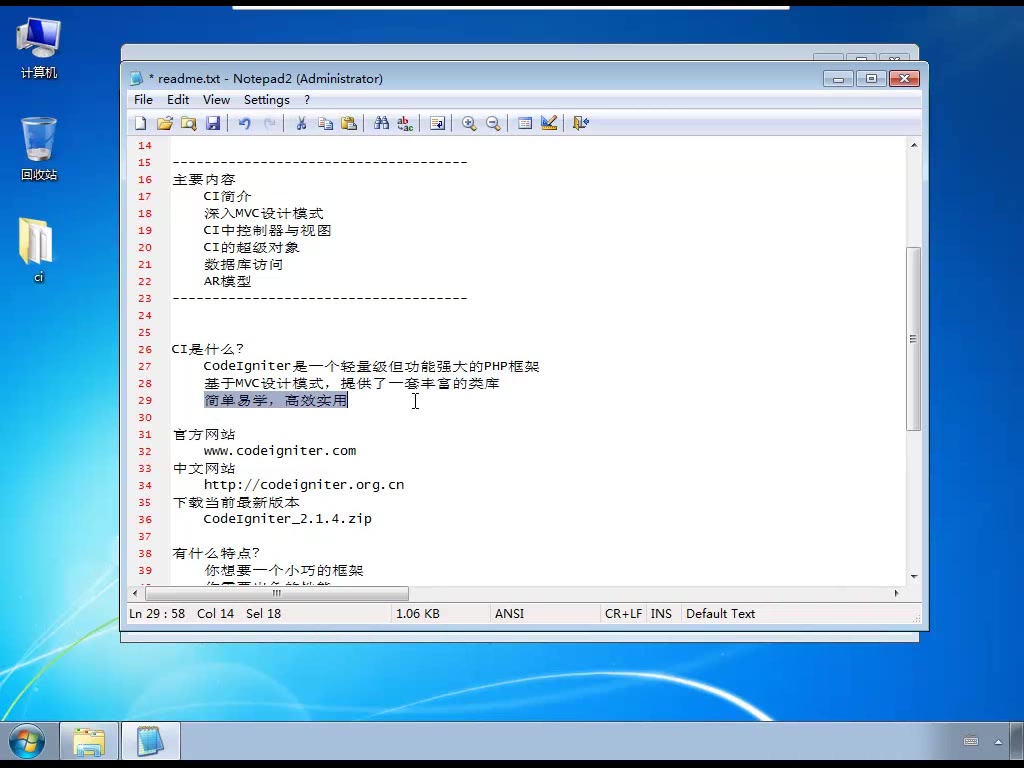 计算机
回收站
ci
* readme.txt - Notepad2 (Administrator)
File Edit View Settings ?
14
15 -------------------------------------
16 主要内容
17 CI简介
18 深入MVC设计模式
19 CI中控制器与视图
20 CI的超级对象
21 数据库访问
22 AR模型
23 -------------------------------------
24
25
26 CI是什么?
27 CodeIgniter是一个轻量级但功能强大的PHP框架
28 基于MVC设计模式，提供了一套丰富的类库
29 简单易学，高效实用
30
31 官方网站
32 www.codeigniter.com
33 中文网站
34 http://codeigniter.org.cn
35 下载当前最新版本
36 CodeIgniter_2.1.4.zip
37
38 有什么特点?
39 你想要一个小巧的框架
Ln 29 : 58 Col 14 Sel 18 1.06 KB ANSI CR+LF INS Default Text